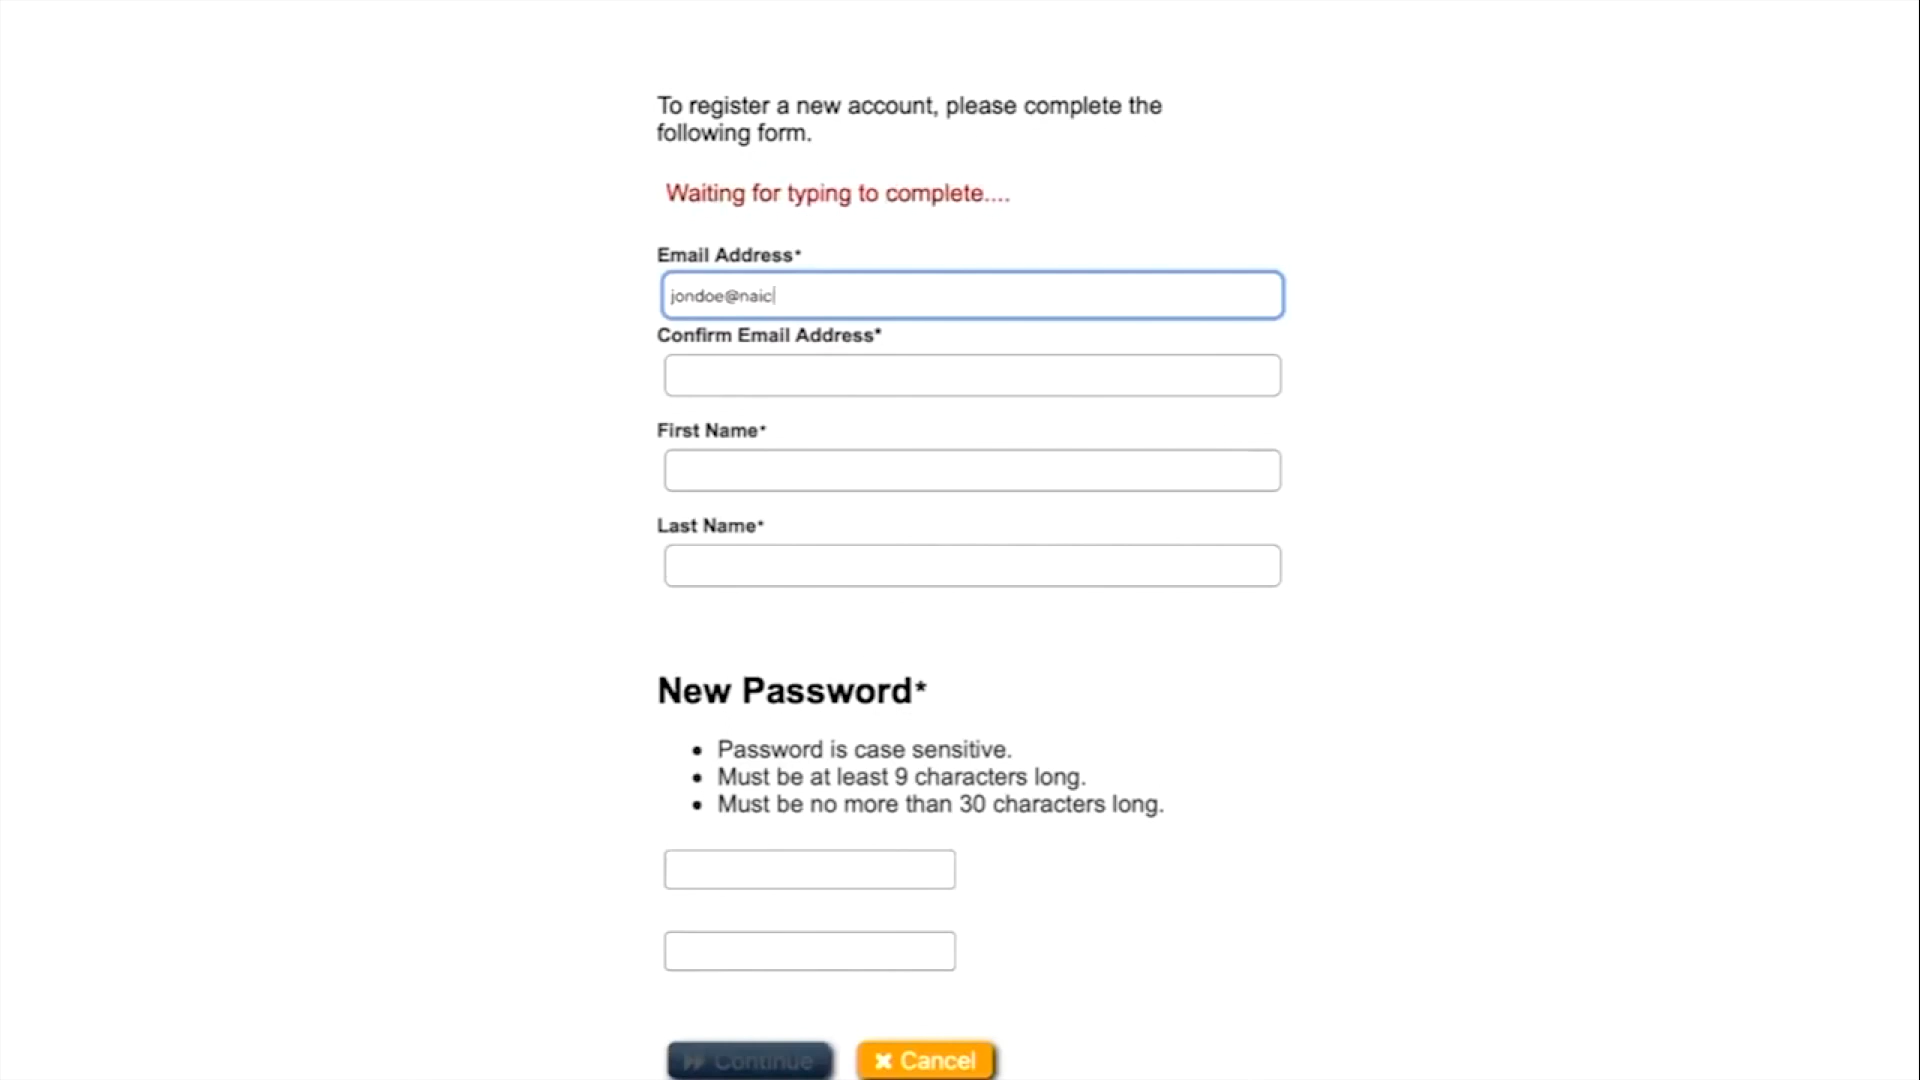 To register a new account, please complete the
following form.
Waiting for typing to complete....
Email Address*
jondoe@naic
Confirm Email Address*
First Name*
Last Name*
New Password*
Password is case sensitive.
Must be at least 9 characters long.
Must be no more than 30 characters long.
Continue
Cancel